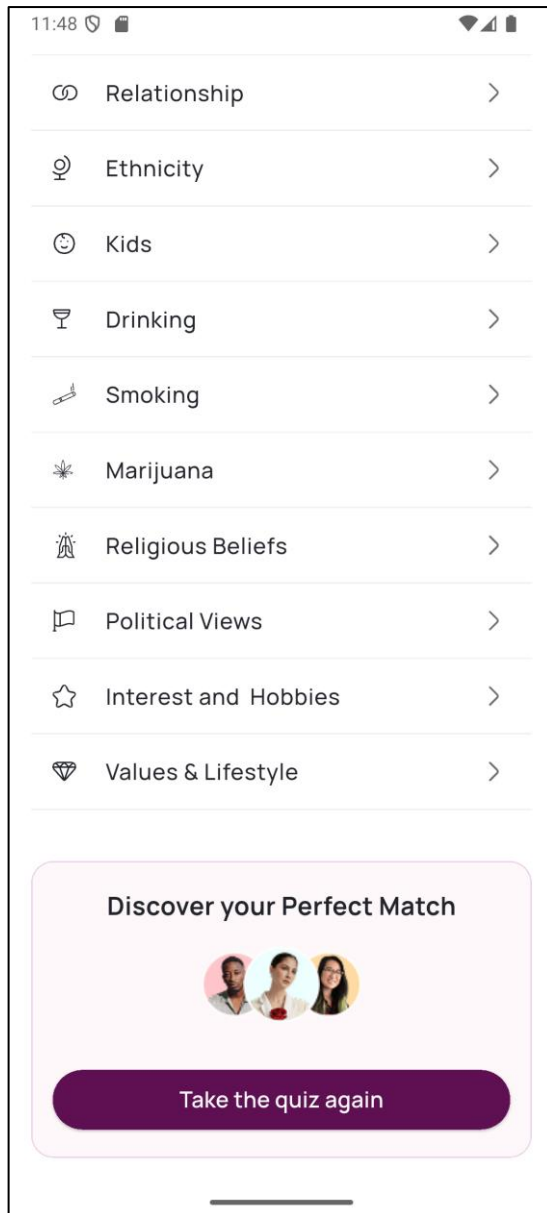 11:48
Relationship
Ethnicity
Kids
Drinking
Smoking
Marijuana
Religious Beliefs
Political Views
Interest and  Hobbies
Values & Lifestyle
Discover your Perfect Match
Take the quiz again